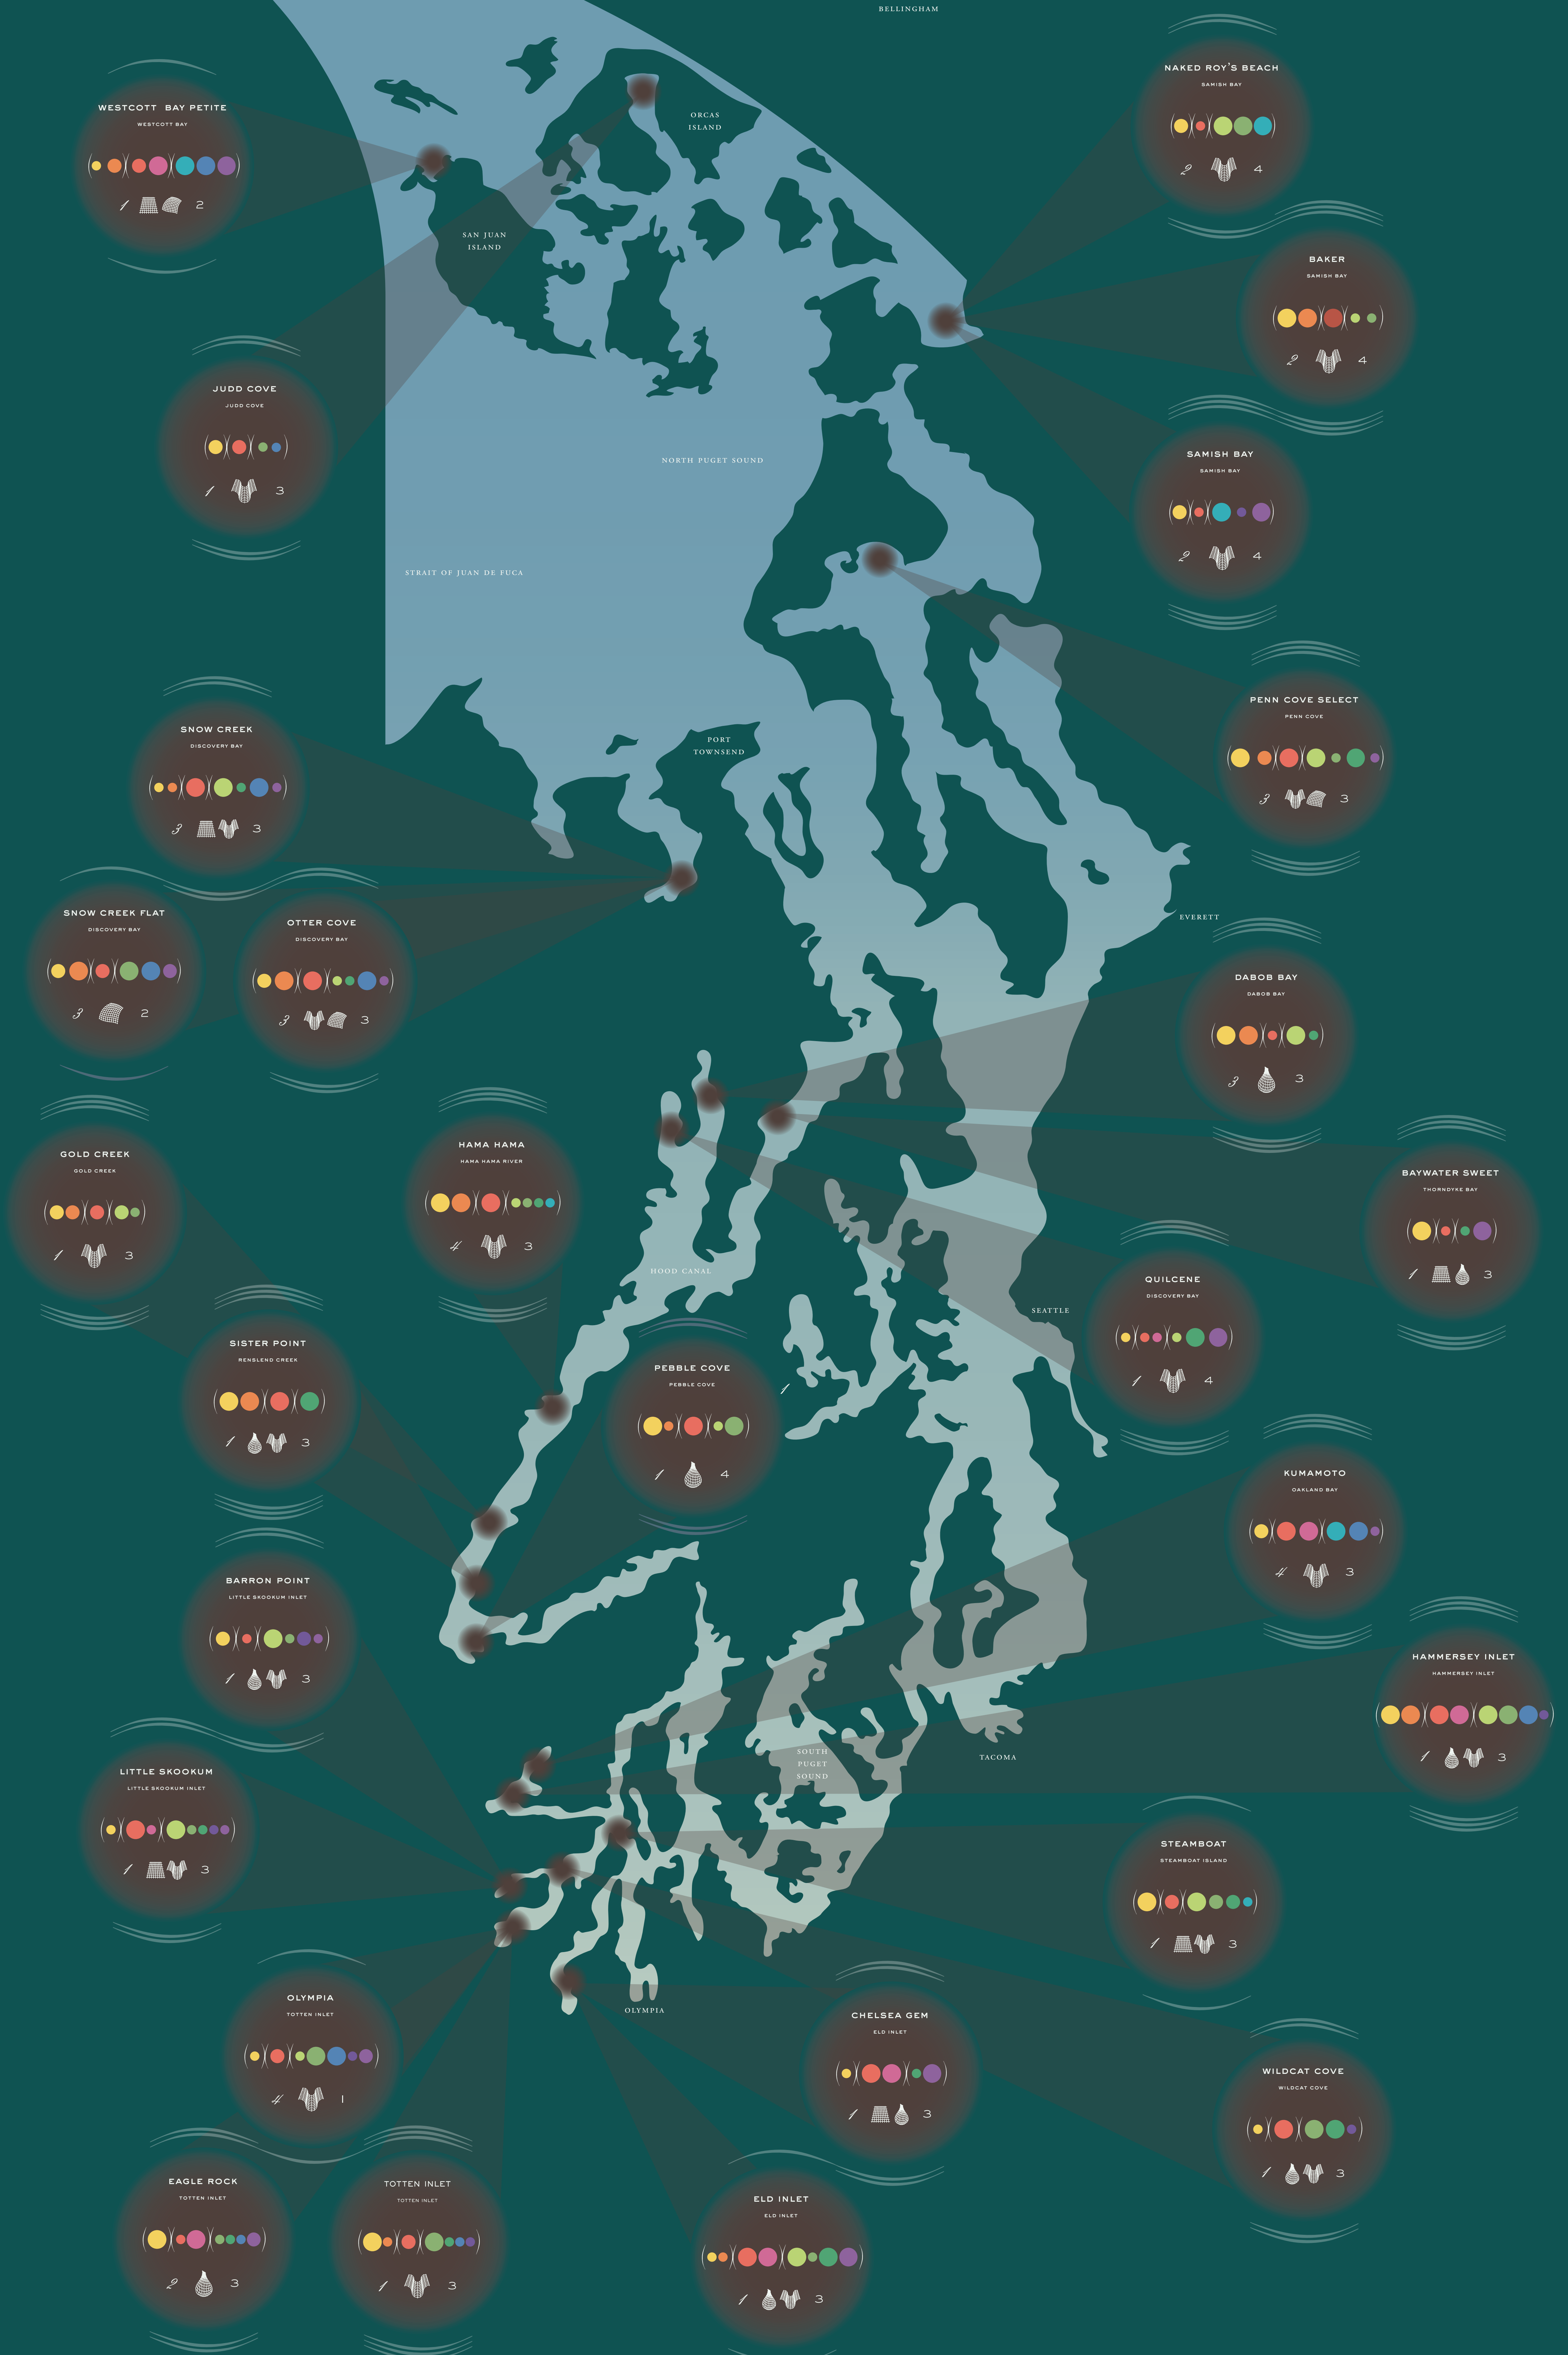 BELLINGHAM
NAKED ROY'S BEACH
SAMISH BAY
2 4
WESTCOTT BAY PETITE
WESTCOTT BAY
1 2
ORCAS
ISLAND
SAN JUAN
ISLAND
BAKER
SAMISH BAY
2 4
JUDD COVE
JUDD COVE
1 3
NORTH PUGET SOUND
SAMISH BAY
SAMISH BAY
2 4
STRAIT OF JUAN DE FUCA
PENN COVE SELECT
PENN COVE
3 3
SNOW CREEK
DISCOVERY BAY
3 3
PORT
TOWNSEND
SNOW CREEK FLAT
DISCOVERY BAY
3 2
OTTER COVE
DISCOVERY BAY
3 3
EVERETT
DABOB BAY
DABOB BAY
3 3
GOLD CREEK
GOLD CREEK
1 3
HAMA HAMA
HAMA HAMA RIVER
4 3
BAYWATER SWEET
THORNDYKE BAY
1 3
HOOD CANAL
QUILCENE
DISCOVERY BAY
1 4
SEATTLE
SISTER POINT
RENSLEND CREEK
1 3
PEBBLE COVE
PEBBLE COVE
1 4
1
KUMAMOTO
OAKLAND BAY
4 3
BARRON POINT
LITTLE SKOOKUM INLET
1 3
HAMMERSEY INLET
HAMMERSEY INLET
1 3
SOUTH
PUGET
SOUND
TACOMA
LITTLE SKOOKUM
LITTLE SKOOKUM INLET
1 3
STEAMBOAT
STEAMBOAT ISLAND
1 3
OLYMPIA
TOTTEN INLET
4 1
OLYMPIA
CHELSEA GEM
ELD INLET
1 3
WILDCAT COVE
WILDCAT COVE
1 3
EAGLE ROCK
TOTTEN INLET
2 3
TOTTEN INLET
TOTTEN INLET
1 3
ELD INLET
ELD INLET
1 3